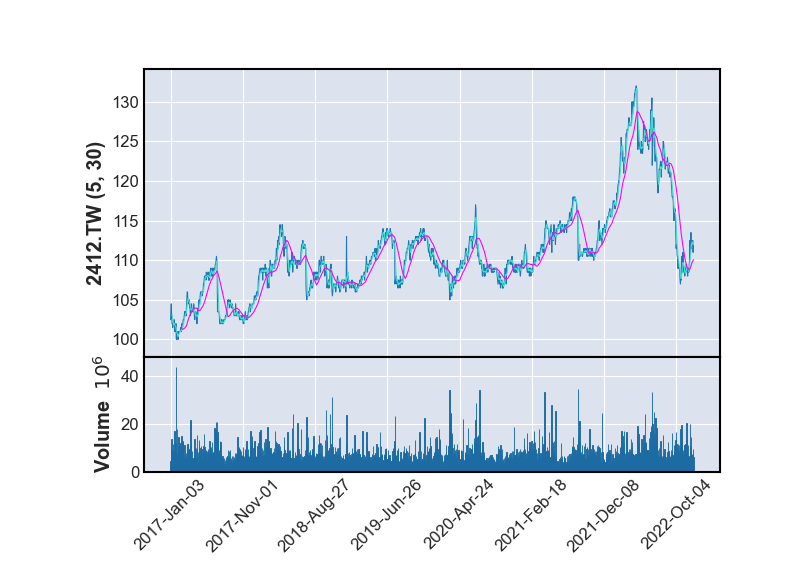 2412.TW (5, 30)
130
125
120
115
110
105
100
Volume 10⁶
40
20
0
2017-Jan-03
2017-Nov-01
2018-Aug-27
2019-Jun-26
2020-Apr-24
2021-Feb-18
2021-Dec-08
2022-Oct-04